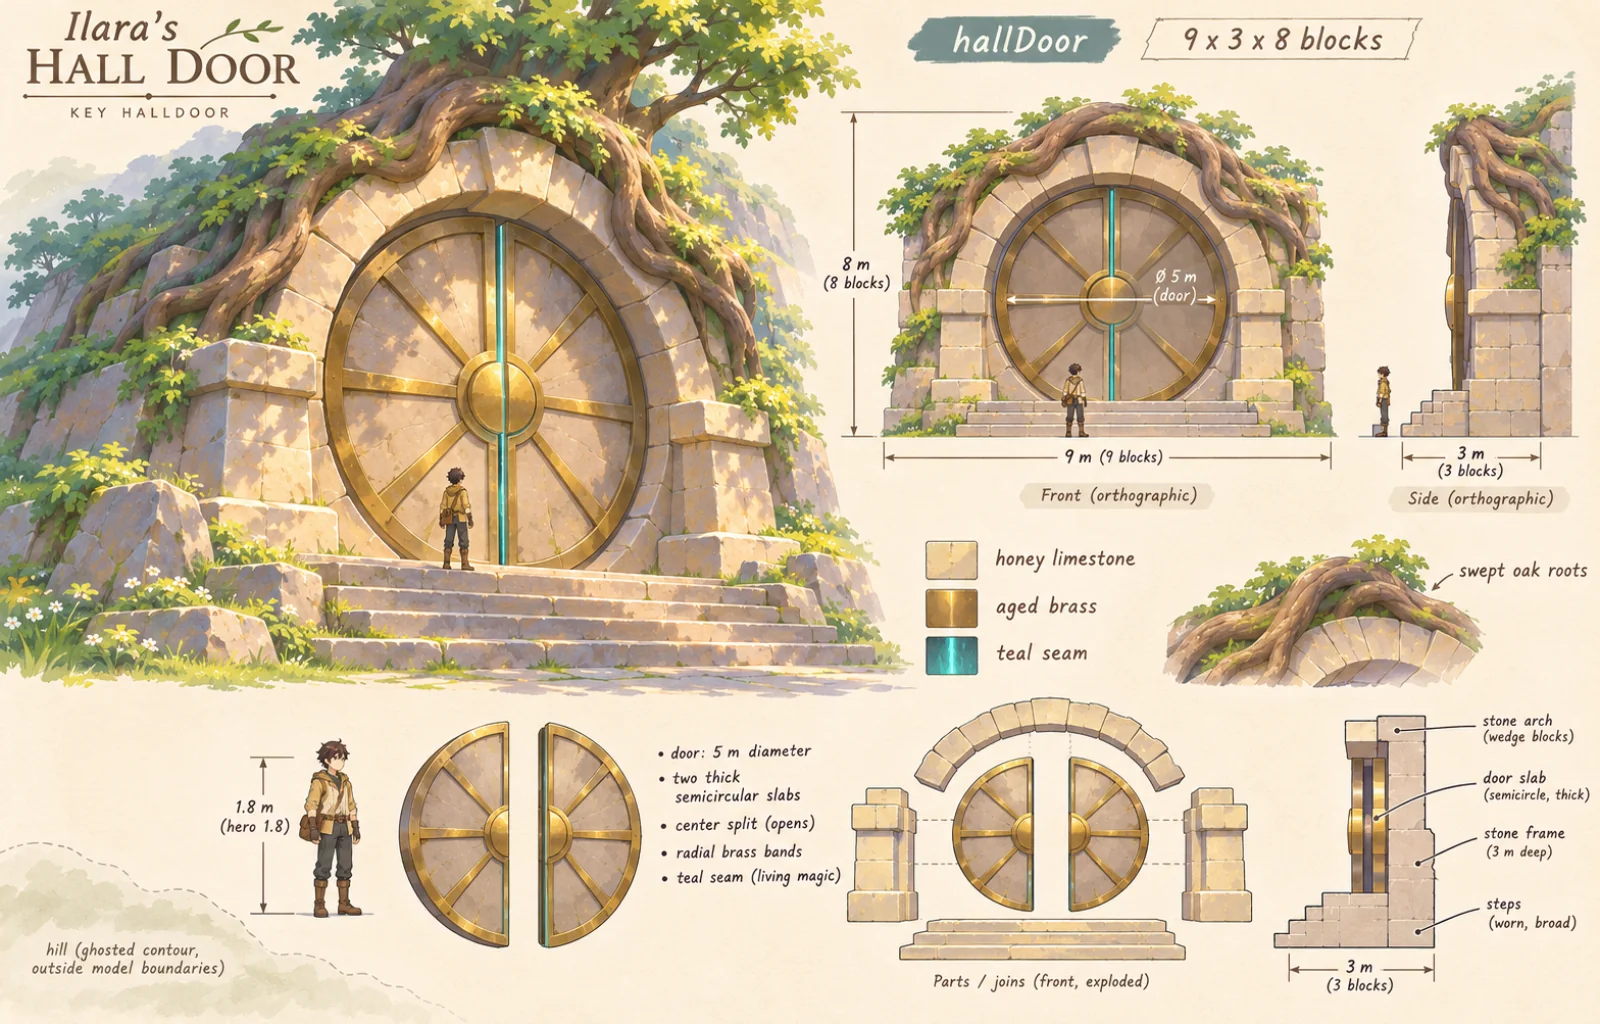 Ilara's
HALL DOOR
KEY HALLDOOR
hallDoor
9 x 3 x 8 blocks
8 m
(8 blocks)
Ø 5 m
(door)
9 m (9 blocks)
3 m
(3 blocks)
Front (orthographic)
Side (orthographic)
honey limestone
aged brass
teal seam
swept oak roots
1.8 m
(hero 1.8)
• door: 5 m diameter
• two thick
semicircular slabs
• center split (opens)
• radial brass bands
• teal seam (living magic)
stone arch
(wedge blocks)
door slab
(semicircle, thick)
stone frame
(3 m deep)
steps
(worn, broad)
3 m
(3 blocks)
Parts / joins (front, exploded)
hill (ghosted contour,
outside model boundaries)